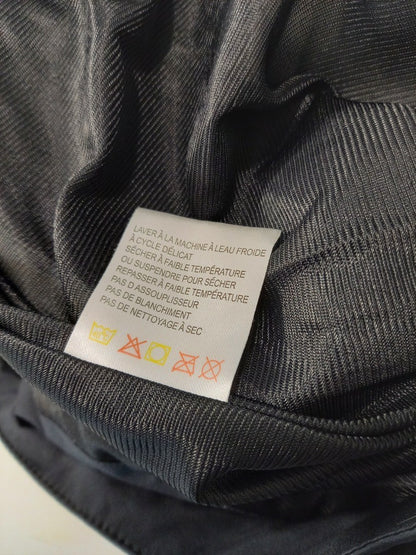 LAVER À LA MACHINE À LEAU FROIDE
À CYCLE DÉLICAT
SÉCHER À FAIBLE TEMPÉRATURE
OU SUSPENDRE POUR SÉCHER
REPASSER À FAIBLE TEMPÉRATURE
PAS D ASSOUPLISSEUR
PAS DE BLANCHIMENT
PAS DE NETTOYAGE À SEC